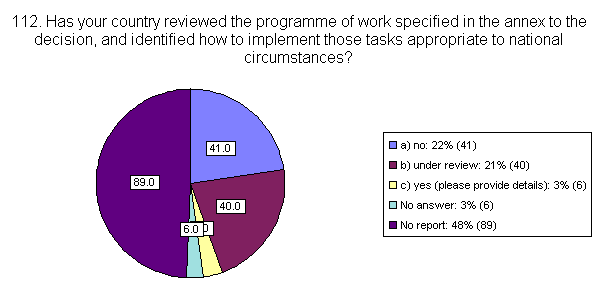 112. Has your country reviewed the programme of work specified in the annex to the
decision, and identified how to implement those tasks appropriate to national
circumstances?
41.0
89.0
40.0
6.0
a) no: 22% (41)
b) under review: 21% (40)
c) yes (please provide details): 3% (6)
No answer: 3% (6)
No report: 48% (89)